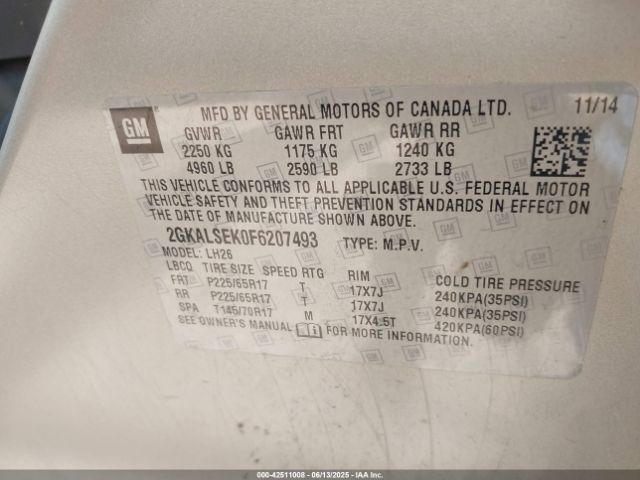 GM
MFD BY GENERAL MOTORS OF CANADA LTD. 11/14
GVWR GAWR FRT GAWR RR
2250 KG 1175 KG 1240 KG
4960 LB 2590 LB 2733 LB
THIS VEHICLE CONFORMS TO ALL APPLICABLE U.S. FEDERAL MOTOR
VEHICLE SAFETY AND THEFT PREVENTION STANDARDS IN EFFECT ON
THE DATE OF MANUFACTURE SHOWN ABOVE.
2GKALSEK0F6207493 TYPE: M.P.V.
MODEL: LH26
LBCQ TIRE SIZE SPEED RTG RIM COLD TIRE PRESSURE
FRT P225/65R17 T 17X7J 240KPA(35PSI)
RR P225/65R17 T 17X7J 240KPA(35PSI)
SPA T145/70R17 M 17X4.5T 420KPA(60PSI)
SEE OWNER'S MANUAL FOR MORE INFORMATION.
000-42511008 - 06/13/2025 - IAAI.com